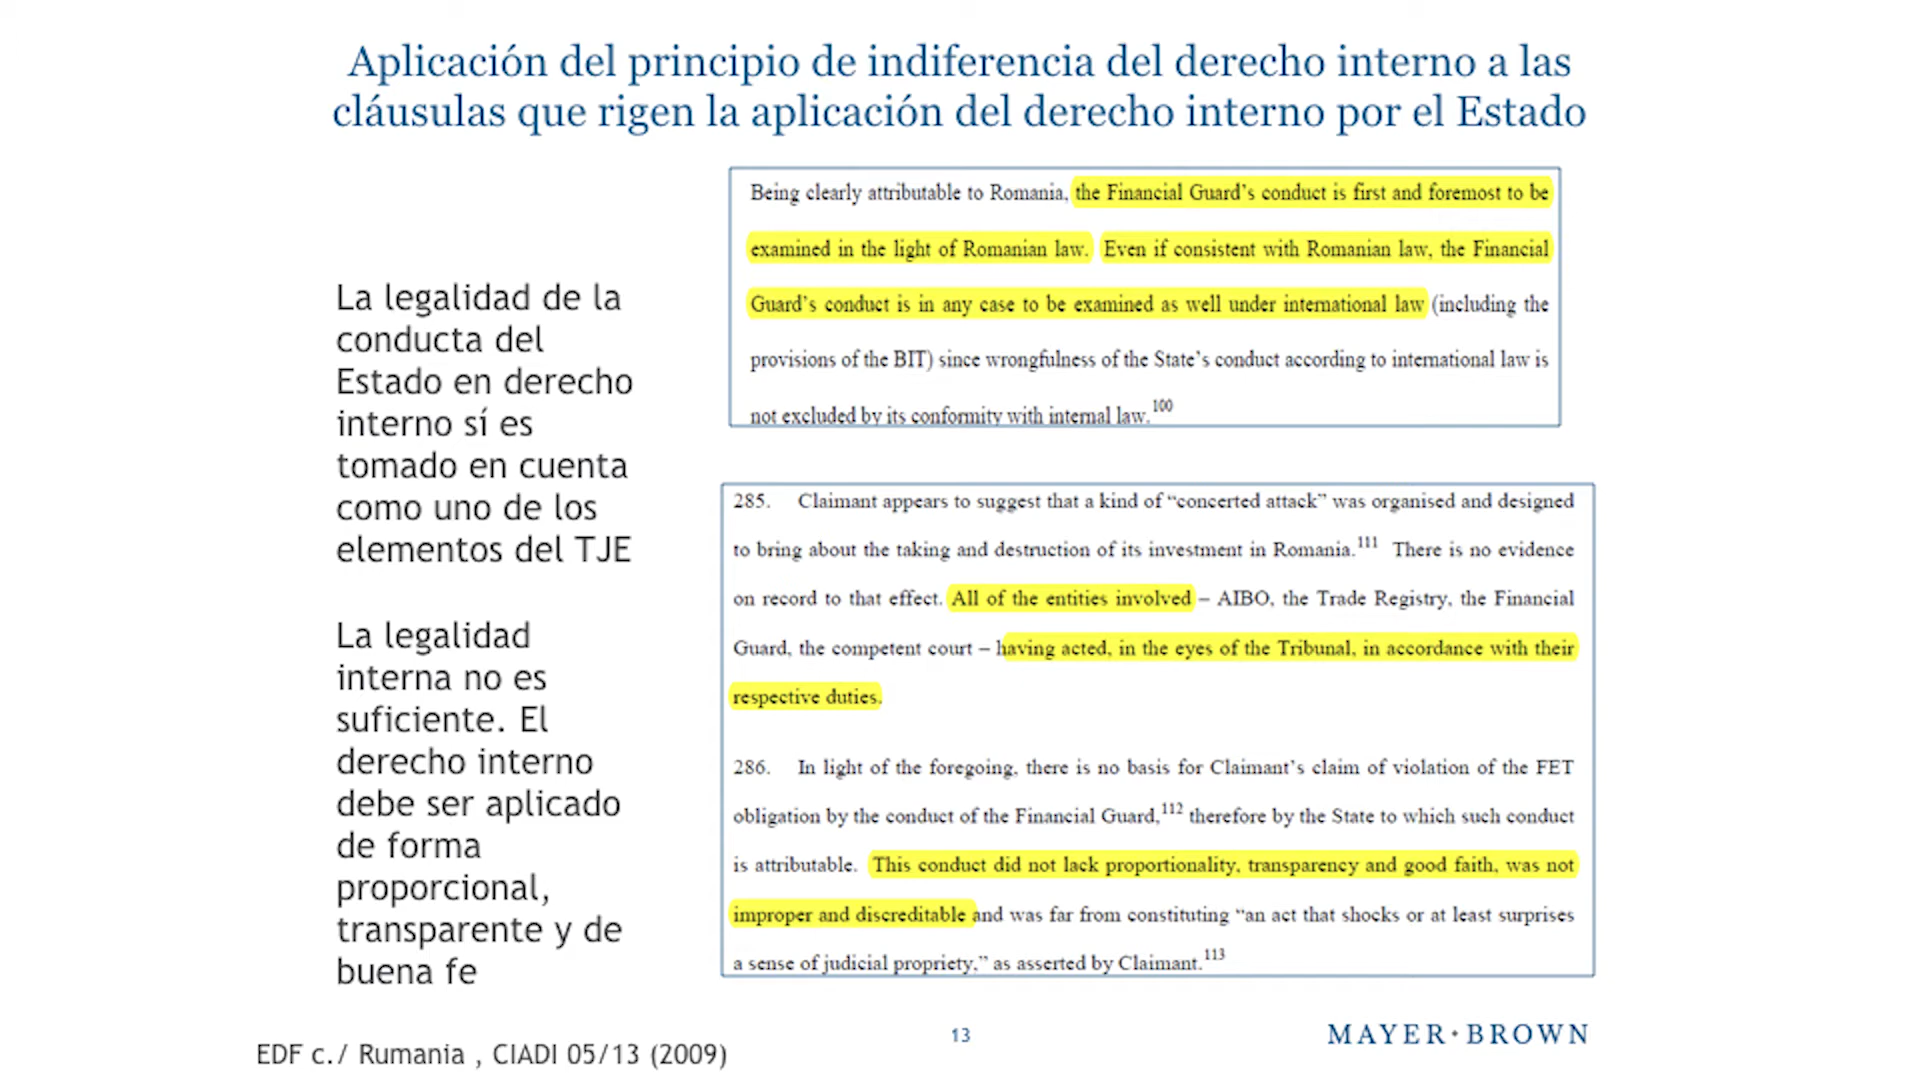 Aplicación del principio de indiferencia del derecho interno a las
cláusulas que rigen la aplicación del derecho interno por el Estado
La legalidad de la
conducta del
Estado en derecho
interno sí es
tomado en cuenta
como uno de los
elementos del TJE
La legalidad
interna no es
suficiente. El
derecho interno
debe ser aplicado
de forma
proporcional,
transparente y de
buena fe
Being clearly attributable to Romania, the Financial Guard's conduct is first and foremost to be
examined in the light of Romanian law. Even if consistent with Romanian law, the Financial
Guard's conduct is in any case to be examined as well under international law (including the
provisions of the BIT) since wrongfulness of the State's conduct according to international law is
not excluded by its conformity with internal law.100
285. Claimant appears to suggest that a kind of “concerted attack” was organised and designed
to bring about the taking and destruction of its investment in Romania.111 There is no evidence
on record to that effect. All of the entities involved – AIBO, the Trade Registry, the Financial
Guard, the competent court – having acted, in the eyes of the Tribunal, in accordance with their
respective duties.
286. In light of the foregoing, there is no basis for Claimant's claim of violation of the FET
obligation by the conduct of the Financial Guard,112 therefore by the State to which such conduct
is attributable. This conduct did not lack proportionality, transparency and good faith, was not
improper and discreditable and was far from constituting “an act that shocks or at least surprises
a sense of judicial propriety,” as asserted by Claimant.113
EDF c./ Rumania , CIADI 05/13 (2009)
13
MAYER·BROWN